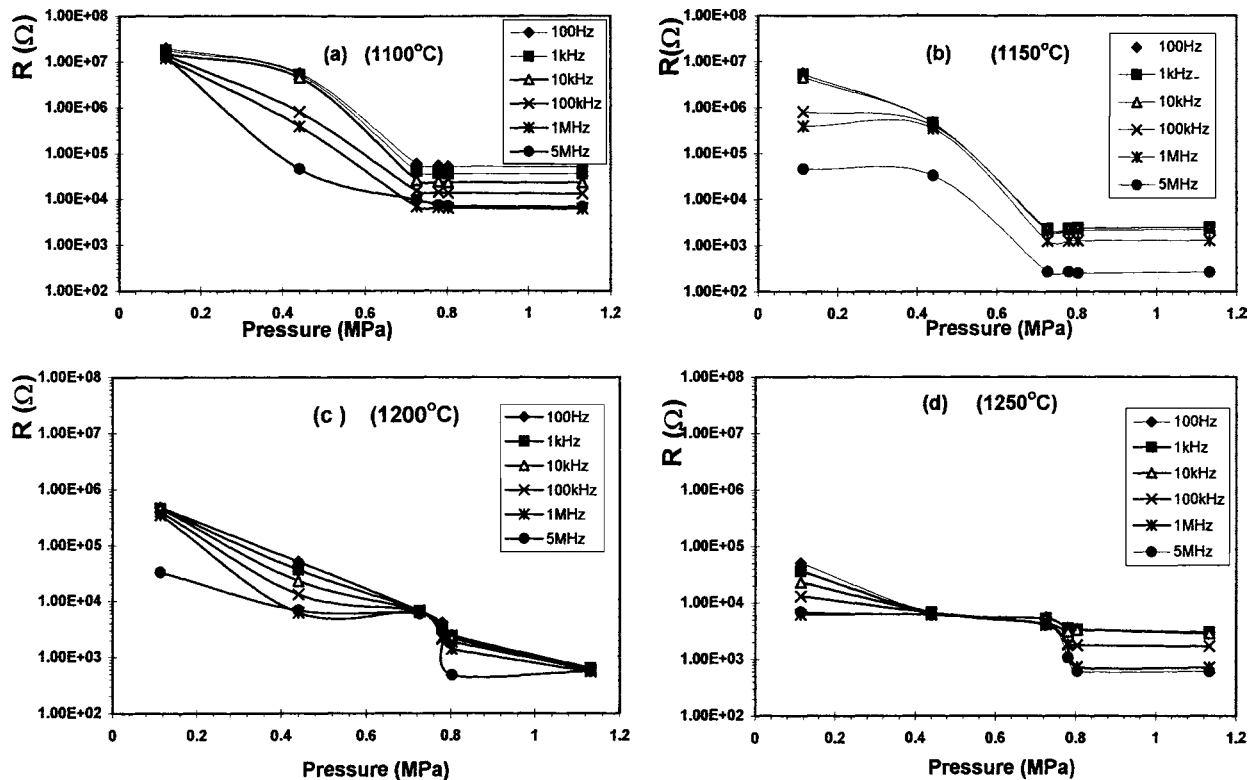 R (Ω)
1.00E+08
1.00E+07
1.00E+06
1.00E+05
1.00E+04
1.00E+03
1.00E+02
(a) (1100°C)
100Hz
1kHz
10kHz
100kHz
1MHz
5MHz
0 0.2 0.4 0.6 0.8 1 1.2
Pressure (MPa)
R(Ω)
1.00E+08
1.00E+07
1.00E+06
1.00E+05
1.00E+04
1.00E+03
1.00E+02
(b) (1150°C)
100Hz
1kHz
10kHz
100kHz
1MHz
5MHz
0 0.2 0.4 0.6 0.8 1 1.2
Pressure (MPa)
R (Ω)
1.00E+08
1.00E+07
1.00E+06
1.00E+05
1.00E+04
1.00E+03
1.00E+02
(c ) (1200°C)
100Hz
1kHz
10kHz
100kHz
1MHz
5MHz
0 0.2 0.4 0.6 0.8 1 1.2
Pressure (MPa)
R (Ω)
1.00E+08
1.00E+07
1.00E+06
1.00E+05
1.00E+04
1.00E+03
1.00E+02
(d) (1250°C)
100Hz
1kHz
10kHz
100kHz
1MHz
5MHz
0 0.2 0.4 0.6 0.8 1 1.2
Pressure (MPa)